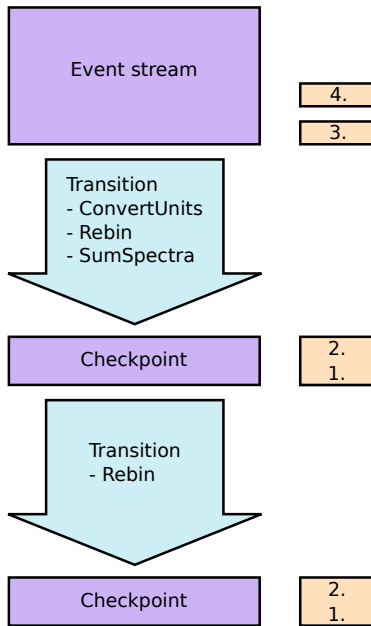 Event stream
4.
3.
Transition
- ConvertUnits
- Rebin
- SumSpectra
Checkpoint
2.
1.
Transition
- Rebin
Checkpoint
2.
1.